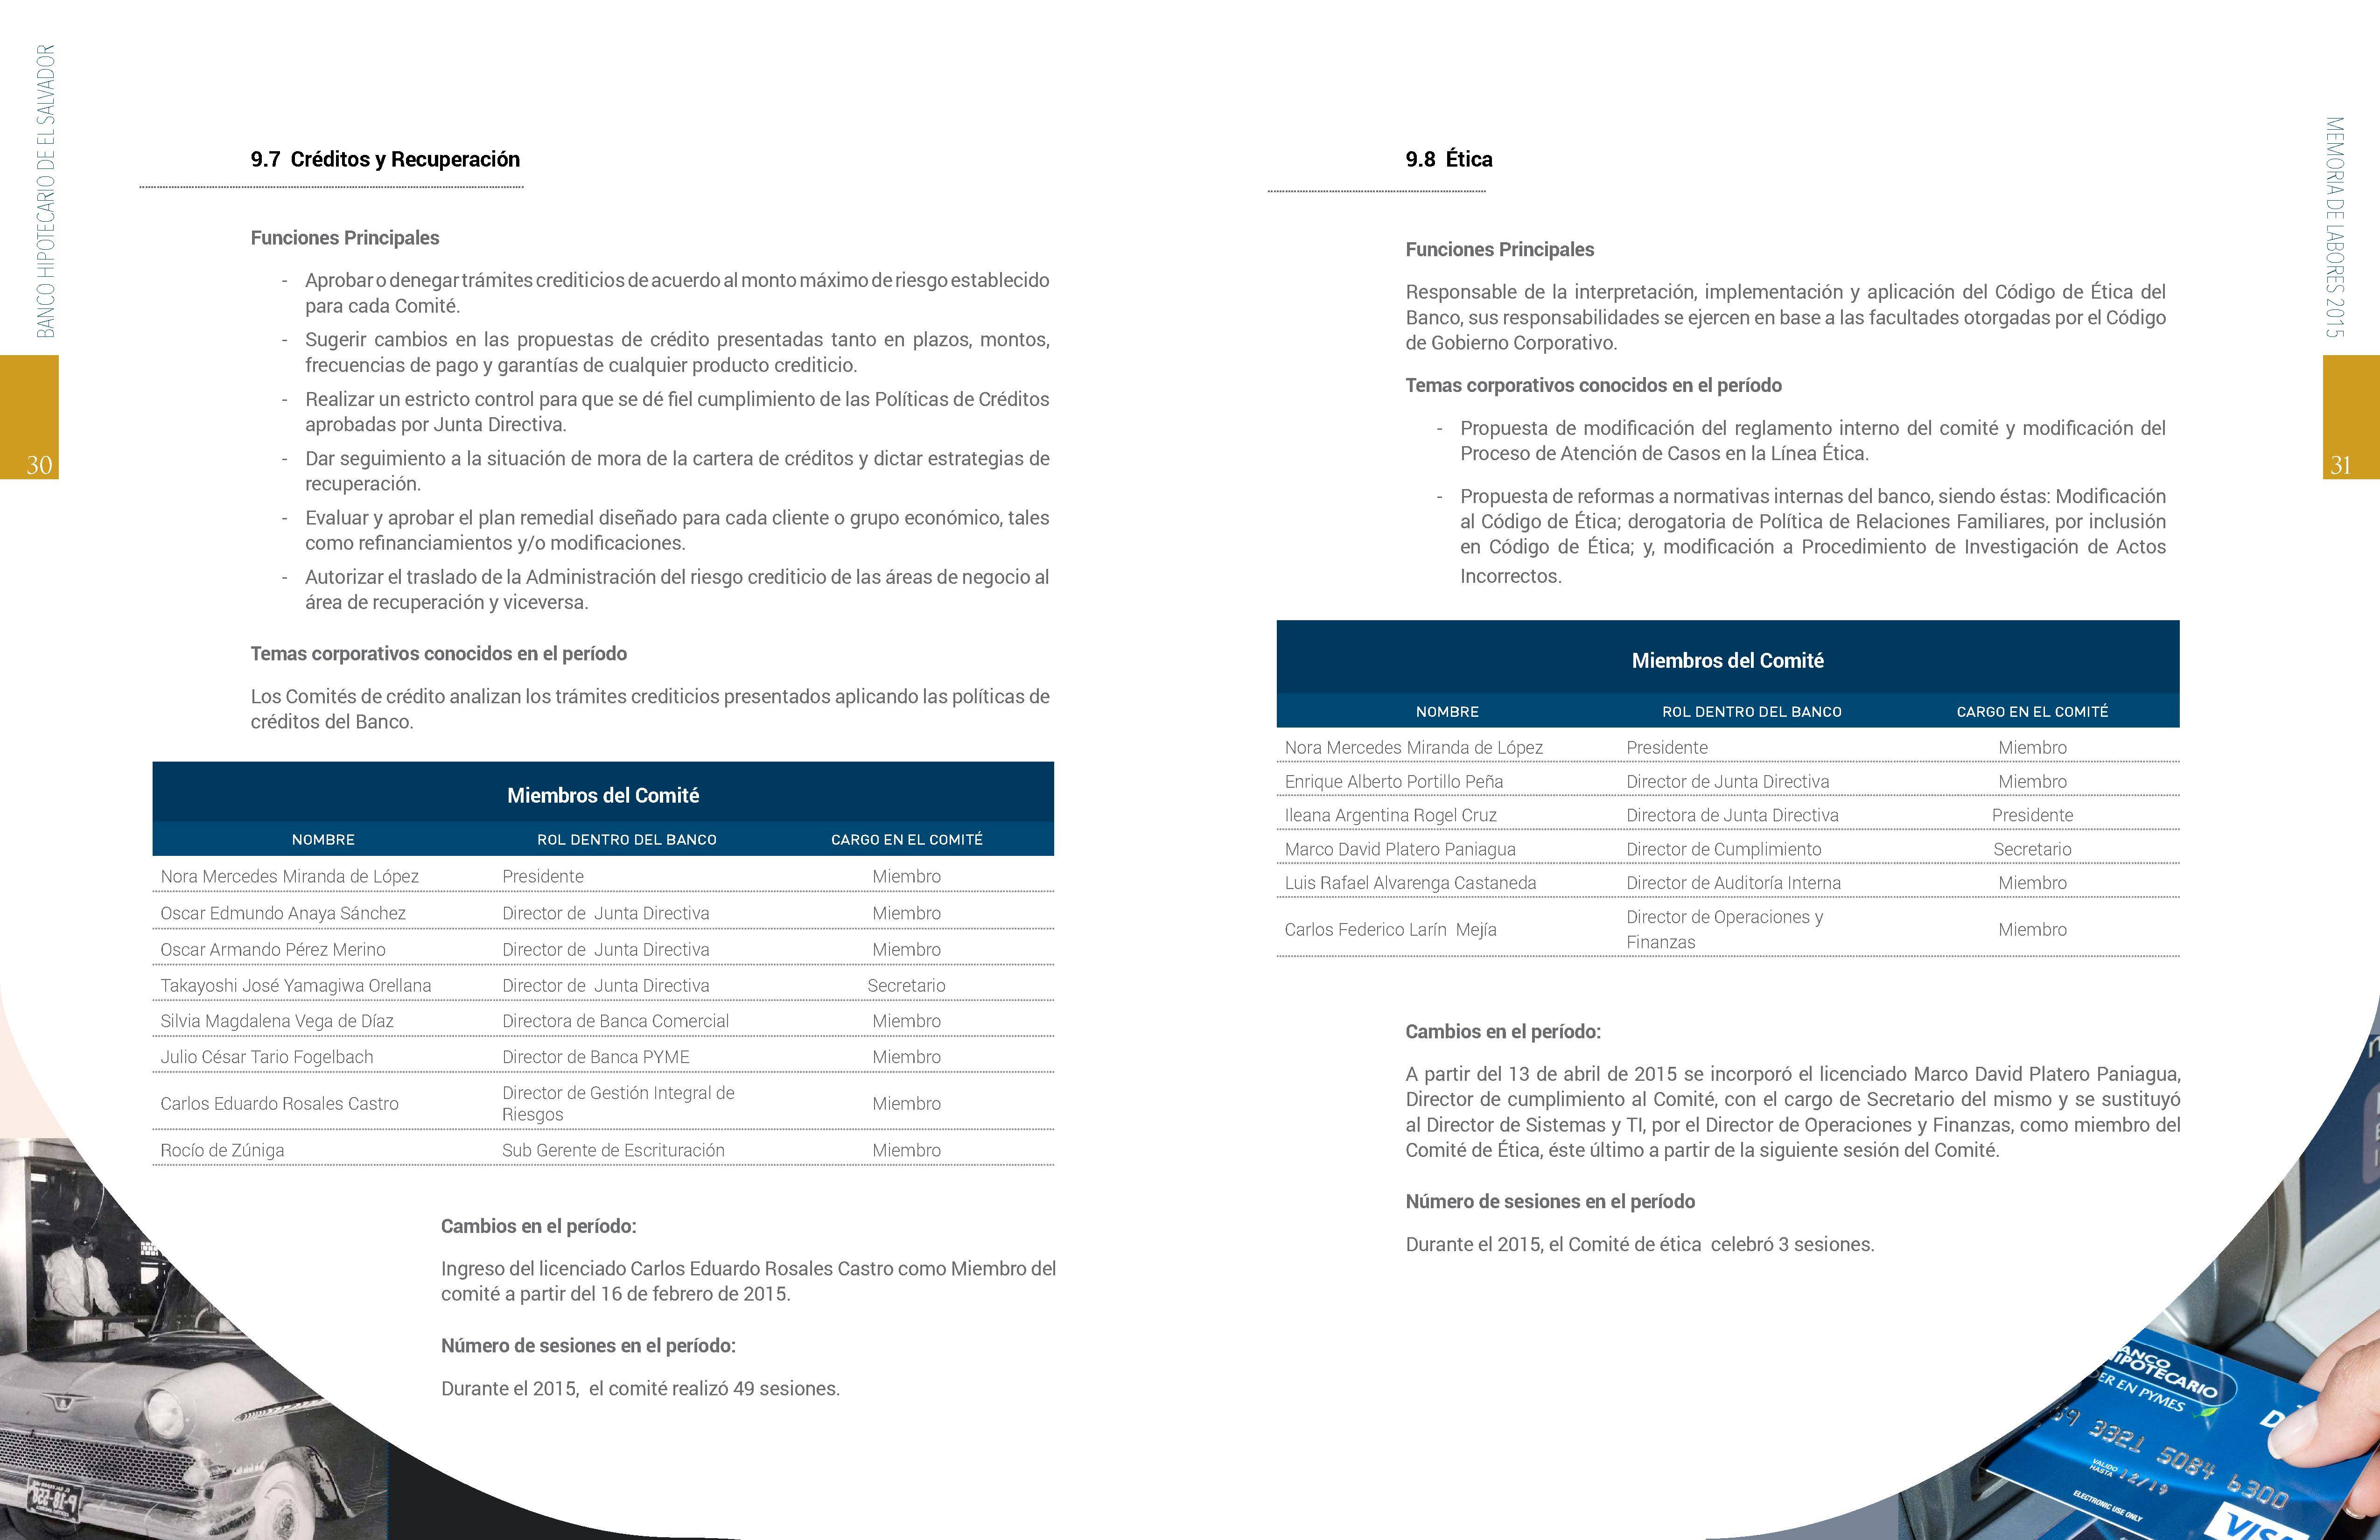 BANCO HIPOTECARIO DE EL SALVADOR
30
9.7 Créditos y Recuperación
Funciones Principales
- Aprobar o denegar trámites crediticios de acuerdo al monto máximo de riesgo establecido
para cada Comité.
- Sugerir cambios en las propuestas de crédito presentadas tanto en plazos, montos,
frecuencias de pago y garantías de cualquier producto crediticio.
- Realizar un estricto control para que se dé fiel cumplimiento de las Políticas de Créditos
aprobadas por Junta Directiva.
- Dar seguimiento a la situación de mora de la cartera de créditos y dictar estrategias de
recuperación.
- Evaluar y aprobar el plan remedial diseñado para cada cliente o grupo económico, tales
como refinanciamientos y/o modificaciones.
- Autorizar el traslado de la Administración del riesgo crediticio de las áreas de negocio al
área de recuperación y viceversa.
Temas corporativos conocidos en el período
Los Comités de crédito analizan los trámites crediticios presentados aplicando las políticas de
créditos del Banco.
Miembros del Comité
NOMBRE ROL DENTRO DEL BANCO CARGO EN EL COMITÉ
Nora Mercedes Miranda de López Presidente Miembro
Oscar Edmundo Anaya Sánchez Director de Junta Directiva Miembro
Oscar Armando Pérez Merino Director de Junta Directiva Miembro
Takayoshi José Yamagiwa Orellana Director de Junta Directiva Secretario
Silvia Magdalena Vega de Díaz Directora de Banca Comercial Miembro
Julio César Tario Fogelbach Director de Banca PYME Miembro
Carlos Eduardo Rosales Castro Director de Gestión Integral de
Riesgos Miembro
Rocío de Zúniga Sub Gerente de Escrituración Miembro
Cambios en el período:
Ingreso del licenciado Carlos Eduardo Rosales Castro como Miembro del
comité a partir del 16 de febrero de 2015.
Número de sesiones en el período:
Durante el 2015, el comité realizó 49 sesiones.
9.8 Ética
Funciones Principales
Responsable de la interpretación, implementación y aplicación del Código de Ética del
Banco, sus responsabilidades se ejercen en base a las facultades otorgadas por el Código
de Gobierno Corporativo.
Temas corporativos conocidos en el período
- Propuesta de modificación del reglamento interno del comité y modificación del
Proceso de Atención de Casos en la Línea Ética.
- Propuesta de reformas a normativas internas del banco, siendo éstas: Modificación
al Código de Ética; derogatoria de Política de Relaciones Familiares, por inclusión
en Código de Ética; y, modificación a Procedimiento de Investigación de Actos
Incorrectos.
Miembros del Comité
NOMBRE ROL DENTRO DEL BANCO CARGO EN EL COMITÉ
Nora Mercedes Miranda de López Presidente Miembro
Enrique Alberto Portillo Peña Director de Junta Directiva Miembro
Ileana Argentina Rogel Cruz Directora de Junta Directiva Presidente
Marco David Platero Paniagua Director de Cumplimiento Secretario
Luis Rafael Alvarenga Castaneda Director de Auditoría Interna Miembro
Carlos Federico Larín Mejía Director de Operaciones y
Finanzas Miembro
Cambios en el período:
A partir del 13 de abril de 2015 se incorporó el licenciado Marco David Platero Paniagua,
Director de cumplimiento al Comité, con el cargo de Secretario del mismo y se sustituyó
al Director de Sistemas y TI, por el Director de Operaciones y Finanzas, como miembro del
Comité de Ética, éste último a partir de la siguiente sesión del Comité.
Número de sesiones en el período
Durante el 2015, el Comité de ética celebró 3 sesiones.
MEMORIA DE LABORES 2015
31
EN PYMES
3321 5084 6300
VALIDO
HASTA 12/19
ELECTRONIC USE ONLY